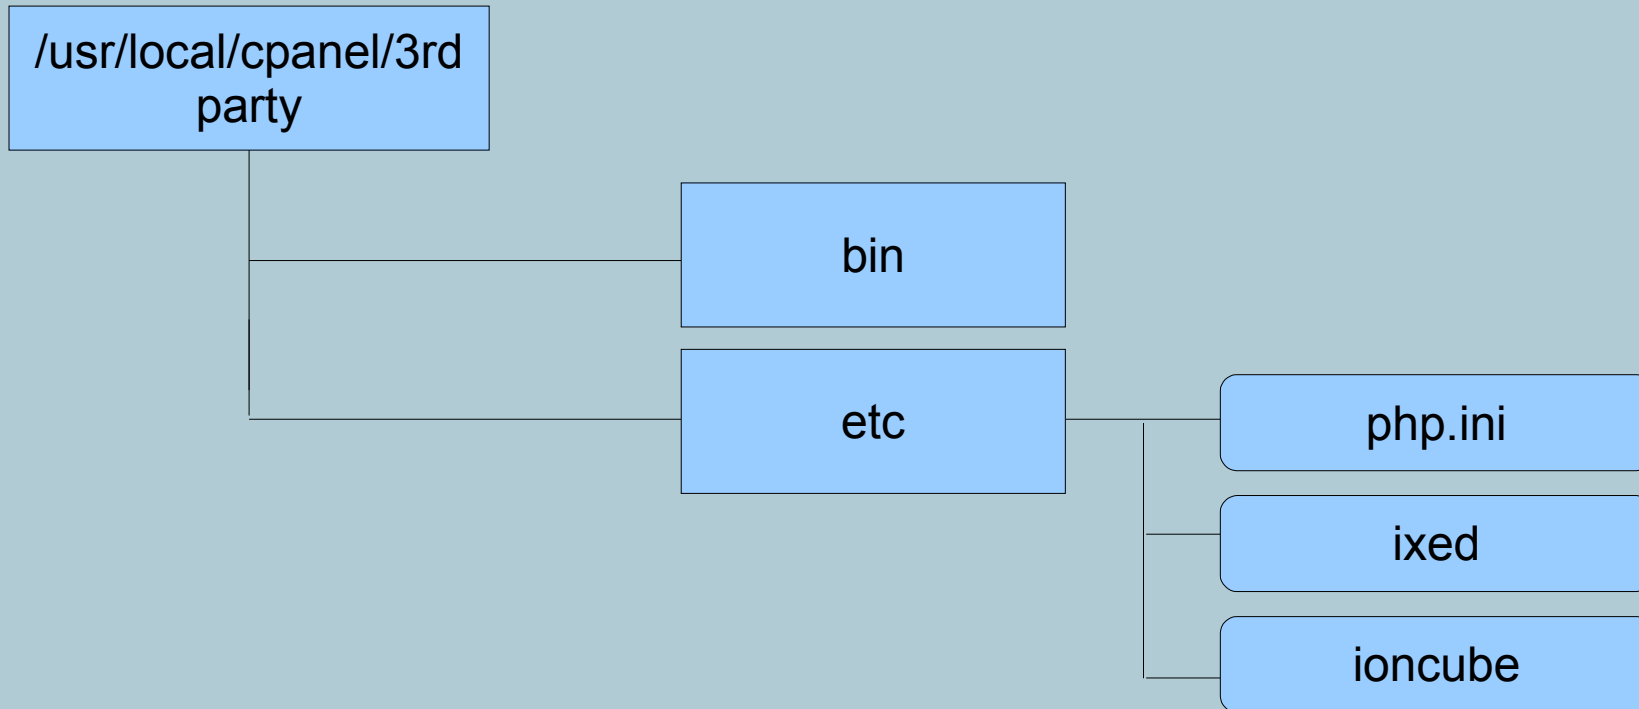 /usr/local/cpanel/3rd
party
bin
etc
php.ini
ixed
ioncube